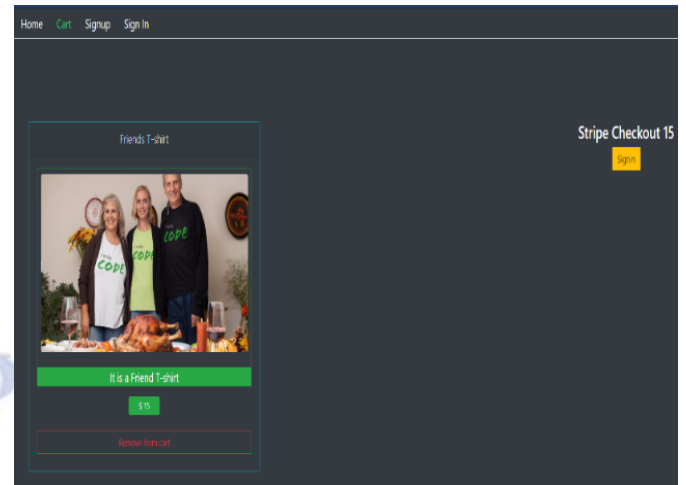 Home Cart Signup Sign In
Friends T-shirt
Stripe Checkout 15
Signin
CODE
CODE
CODE
It is a Friend T-shirt
$ 15
Remove from cart